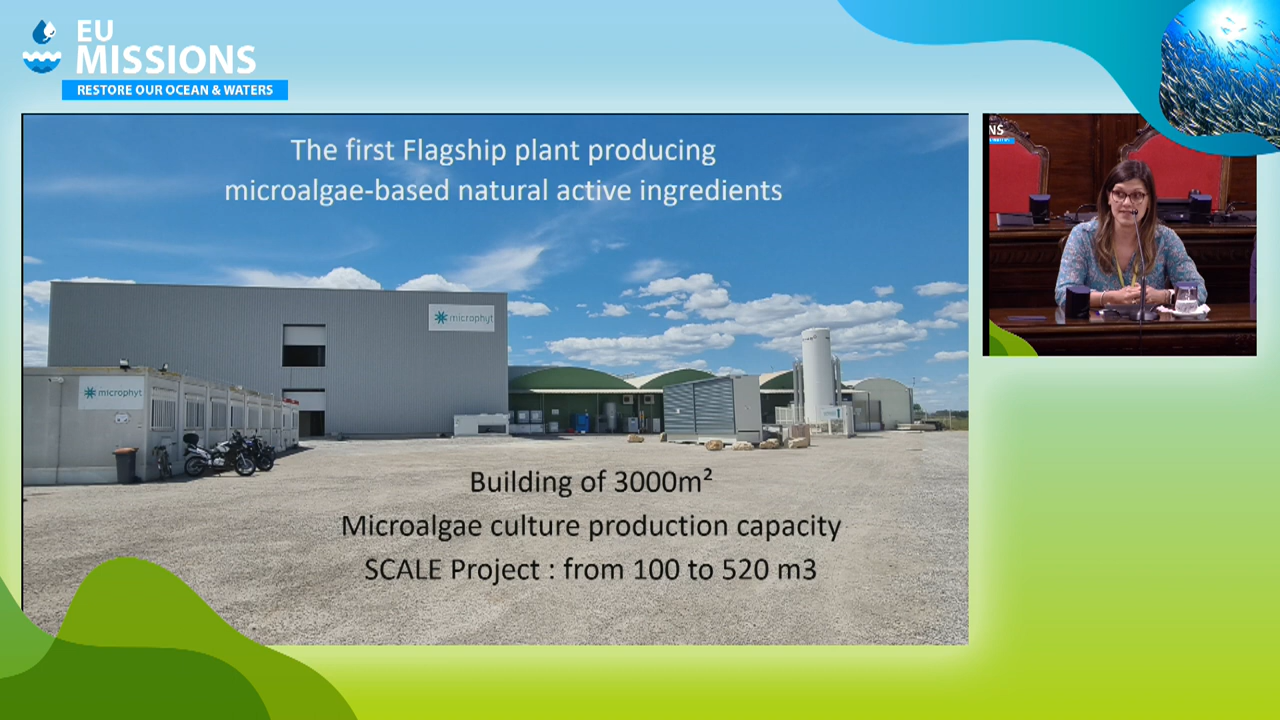 EU
MISSIONS
RESTORE OUR OCEAN & WATERS
The first Flagship plant producing
microalgae-based natural active ingredients
microphyt
microphyt
Building of 3000m²
Microalgae culture production capacity
SCALE Project : from 100 to 520 m3
NS